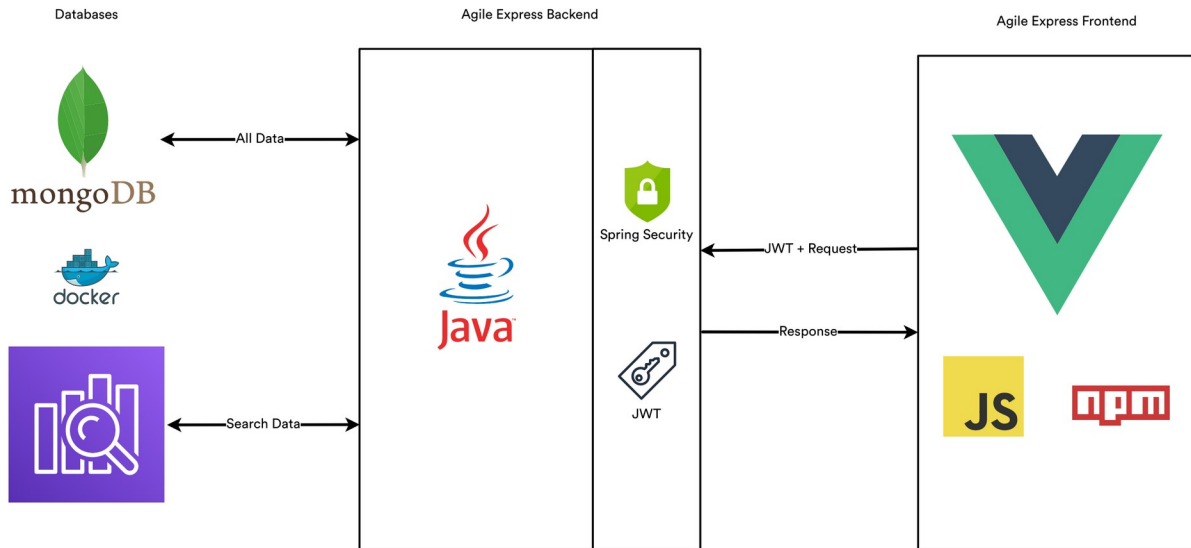 Databases
Agile Express Backend
Agile Express Frontend
mongoDB
All Data
docker
Java
Spring Security
JWT + Request
Response
JWT
Search Data
JS
npm